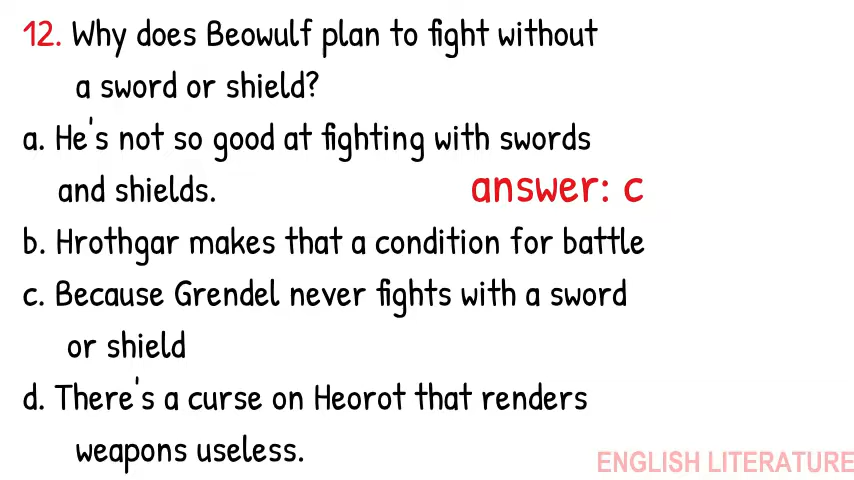 12. Why does Beowulf plan to fight without
a sword or shield?
a. He's not so good at fighting with swords
and shields.
answer: c
b. Hrothgar makes that a condition for battle
c. Because Grendel never fights with a sword
or shield
d. There's a curse on Heorot that renders
weapons useless.
ENGLISH LITERATURE